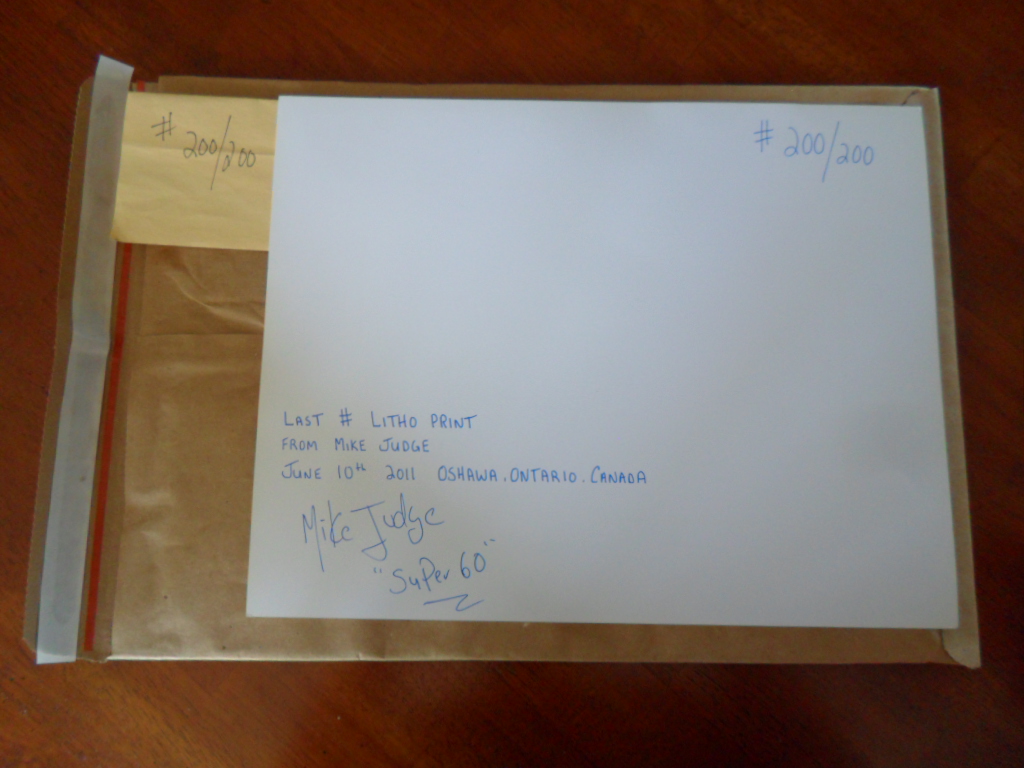 # 200/200
# 200/200
LAST # LITHO PRINT
FROM MIKE JUDGE
JUNE 10th 2011 OSHAWA.ONTARIO.CANADA
Mike Judge
"SuPer 60"